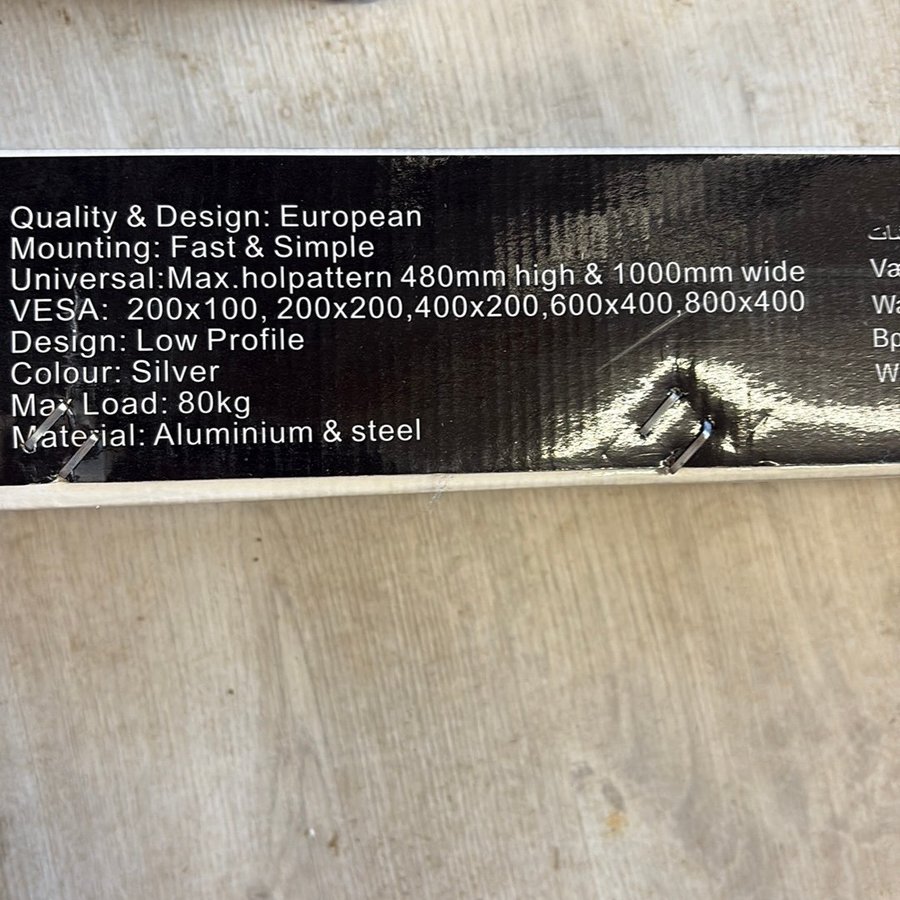 Quality & Design: European
Mounting: Fast & Simple
Universal:Max.holpattern 480mm high & 1000mm wide
VESA: 200x100, 200x200,400x200,600x400,800x400
Design: Low Profile
Colour: Silver
Max Load: 80kg
Material: Aluminium & steel